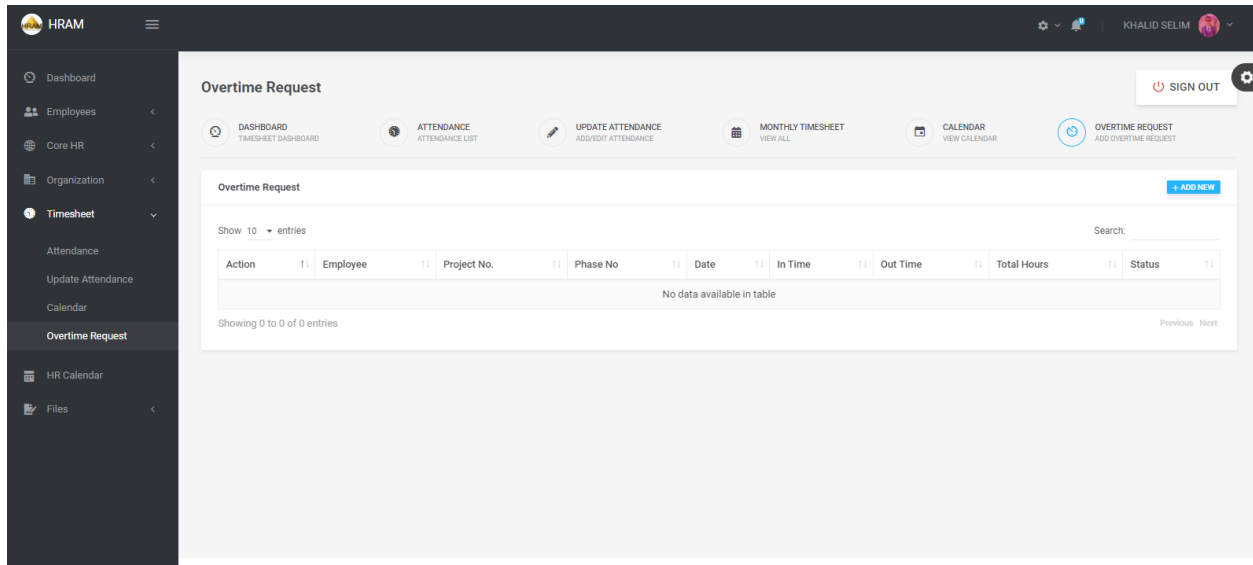 HRAM HRAM
KHALID SELIM
Dashboard
Employees
Core HR
Organization
Timesheet
Attendance
Update Attendance
Calendar
Overtime Request
HR Calendar
Files
Overtime Request
SIGN OUT
DASHBOARD
TIMESHEET DASHBOARD
ATTENDANCE
ATTENDANCE LIST
UPDATE ATTENDANCE
ADD/EDIT ATTENDANCE
MONTHLY TIMESHEET
VIEW ALL
CALENDAR
VIEW CALENDAR
OVERTIME REQUEST
ADD OVERTIME REQUEST
Overtime Request
+ ADD NEW
Show 10 entries
Search:
Action Employee Project No. Phase No Date In Time Out Time Total Hours Status
No data available in table
Showing 0 to 0 of 0 entries
Previous Next